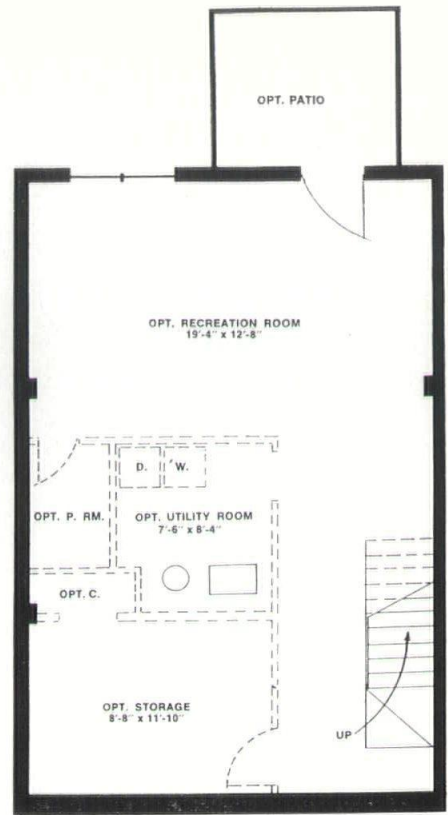 OPT. PATIO
OPT. RECREATION ROOM
19'-4" x 12'-8"
D.
W.
OPT. P. RM.
OPT. UTILITY ROOM
7'-6" x 8'-4"
OPT. C.
OPT. STORAGE
8'-8" x 11'-10"
UP